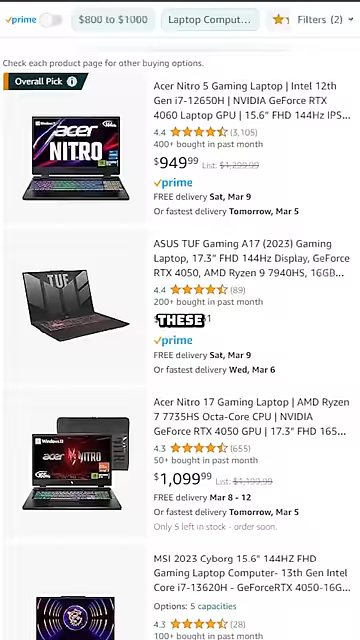 prime
$800 to $1000
Laptop Comput...
Filters (2)
Check each product page for other buying options.
Overall Pick
Acer Nitro 5 Gaming Laptop | Intel 12th
Gen i7-12650H | NVIDIA GeForce RTX
4060 Laptop GPU | 15.6" FHD 144Hz IPS...
4.4 (3,105)
400+ bought in past month
$949.99 List: $1,299.99
prime
FREE delivery Sat, Mar 9
Or fastest delivery Tomorrow, Mar 5
acer
NITRO
ASUS TUF Gaming A17 (2023) Gaming
Laptop, 17.3" FHD 144Hz Display, GeForce
RTX 4050, AMD Ryzen 9 7940HS, 16GB...
4.4 (89)
200+ bought in past month
THESE
prime
FREE delivery Sat, Mar 9
Or fastest delivery Wed, Mar 6
TUF
Acer Nitro 17 Gaming Laptop | AMD Ryzen
7 7735HS Octa-Core CPU | NVIDIA
GeForce RTX 4050 GPU | 17.3" FHD 165...
4.3 (655)
50+ bought in past month
$1,099.99 List: $1,199.99
FREE delivery Mar 8 - 12
Or fastest delivery Tomorrow, Mar 5
Only 5 left in stock - order soon.
acer NITRO
MSI 2023 Cyborg 15.6" 144HZ FHD
Gaming Laptop Computer- 13th Gen Intel
Core i7-13620H - GeForceRTX 4050-16G...
Options: 5 capacities
4.3 (28)
100+ bought in past month